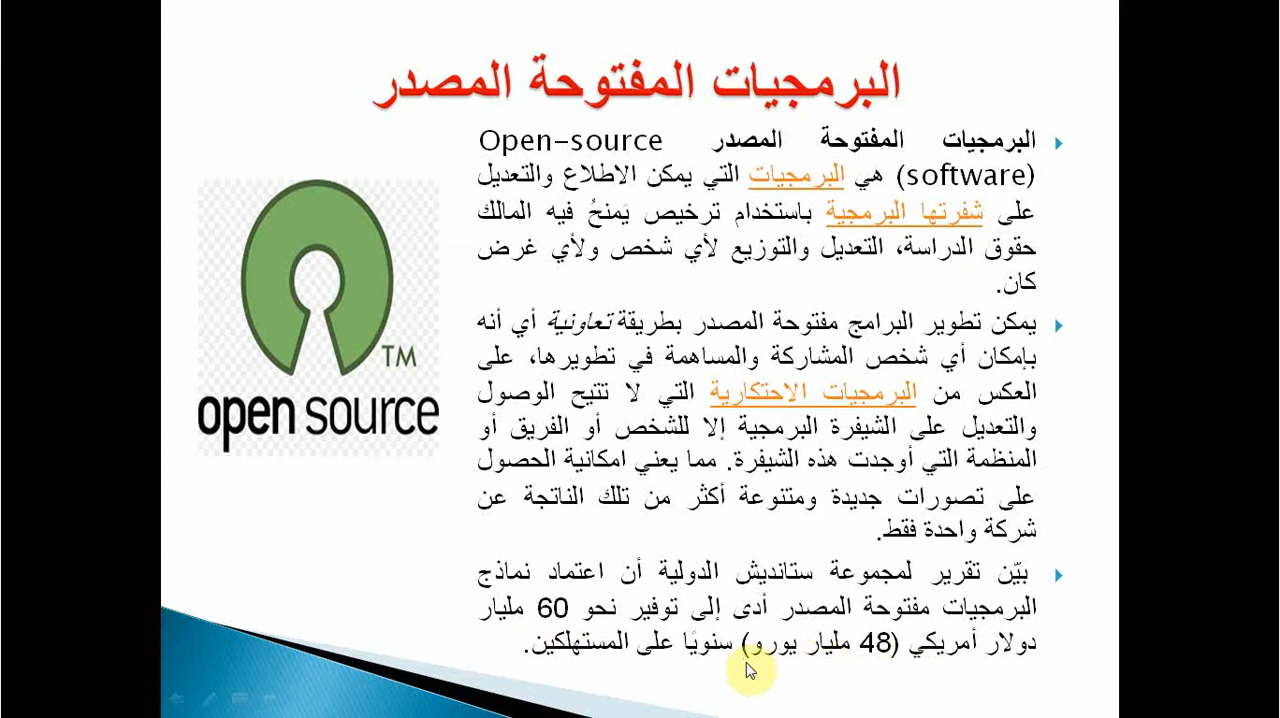 البرمجيات المفتوحة المصدر
البرمجيات المفتوحة المصدر Open-source
software) هي البرمجيات التي يمكن الاطلاع والتعديل)
على شفرتها البرمجية باستخدام ترخيص يَمنحُ فيه المالك
حقوق الدراسة، التعديل والتوزيع لأي شخص ولأي غرض
كان.
يمكن تطوير البرامج مفتوحة المصدر بطريقة تعاونية أي أنه
بإمكان أي شخص المشاركة والمساهمة في تطويرها، على
العكس من البرمجيات الاحتكارية التي لا تتيح الوصول
والتعديل على الشيفرة البرمجية إلا للشخص أو الفريق أو
المنظمة التي أوجدت هذه الشيفرة. مما يعني امكانية الحصول
على تصورات جديدة ومتنوعة أكثر من تلك الناتجة عن
شركة واحدة فقط.
بيّن تقرير لمجموعة ستانديش الدولية أن اعتماد نماذج
البرمجيات مفتوحة المصدر أدى إلى توفير نحو 60 مليار
دولار أمريكي (48 مليار يورو) سنويًا على المستهلكين.
TM
open source